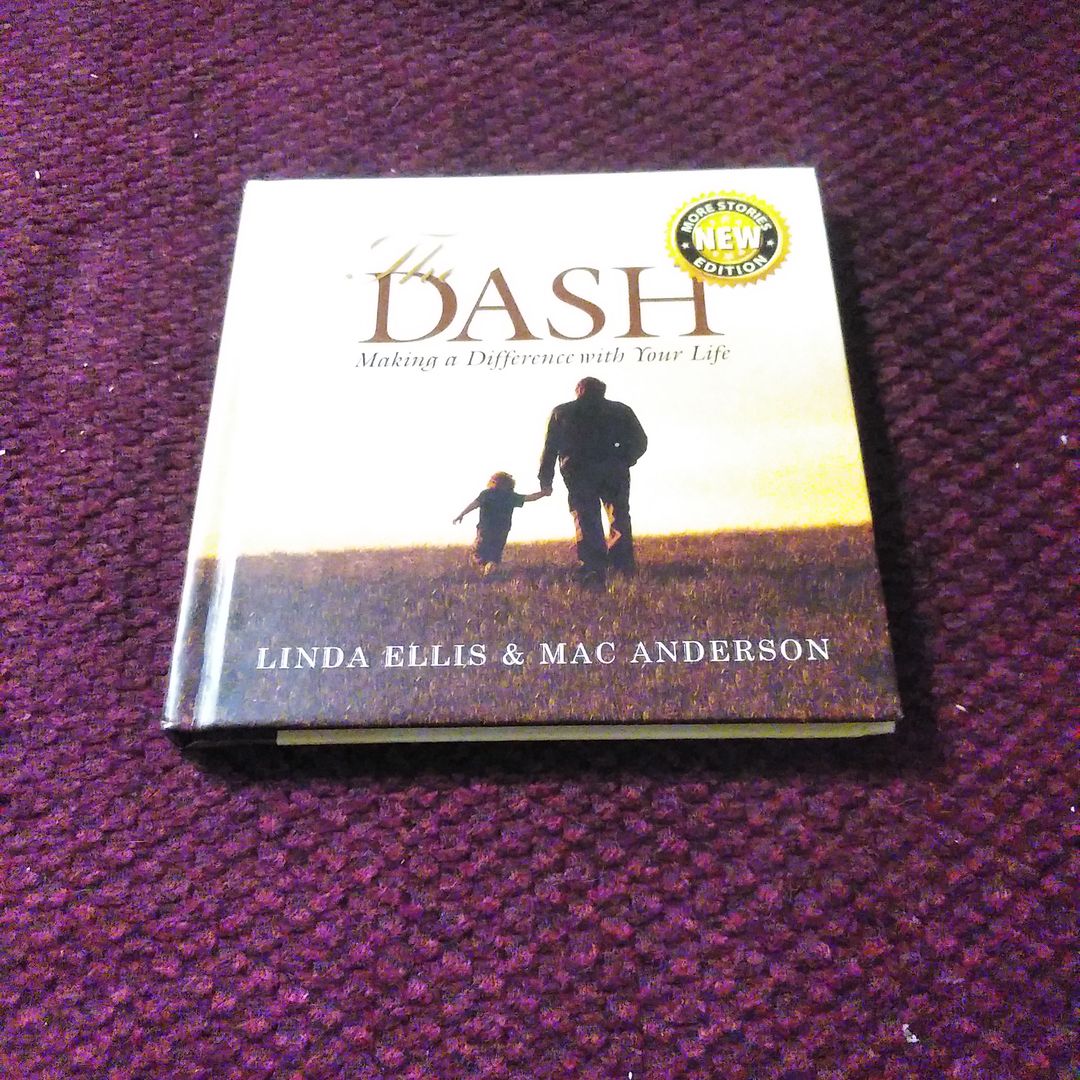 The
DASH
Making a Difference with Your Life
MORE STORIES
NEW
EDITION
LINDA ELLIS & MAC ANDERSON